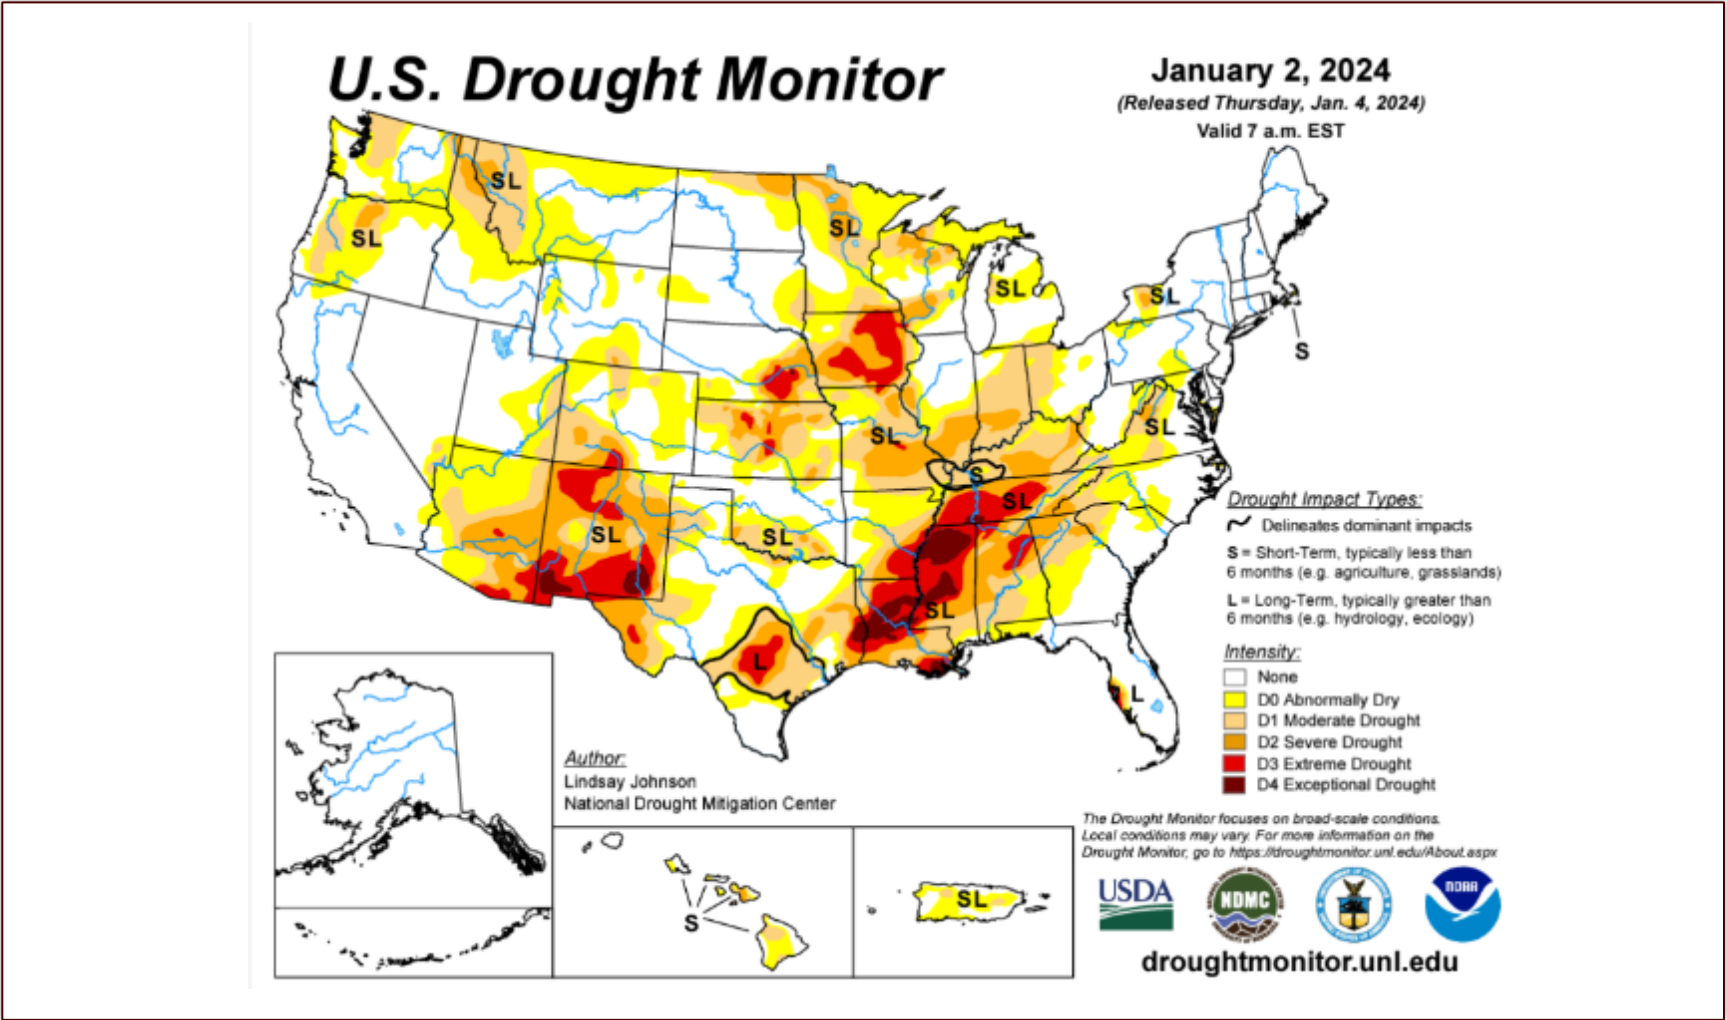 U.S. Drought Monitor
January 2, 2024
(Released Thursday, Jan. 4, 2024)
Valid 7 a.m. EST
SL
SL
SL
SL
SL
S
SL
SL
S
SL
SL
SL
SL
L
L
Drought Impact Types:
Delineates dominant impacts
S = Short-Term, typically less than
6 months (e.g. agriculture, grasslands)
L = Long-Term, typically greater than
6 months (e.g. hydrology, ecology)
Intensity:
None
D0 Abnormally Dry
D1 Moderate Drought
D2 Severe Drought
D3 Extreme Drought
D4 Exceptional Drought
Author:
Lindsay Johnson
National Drought Mitigation Center
S
SL
The Drought Monitor focuses on broad-scale conditions.
Local conditions may vary. For more information on the
Drought Monitor, go to https://droughtmonitor.unl.edu/About.aspx
USDA
NDMC
NOAA
droughtmonitor.unl.edu